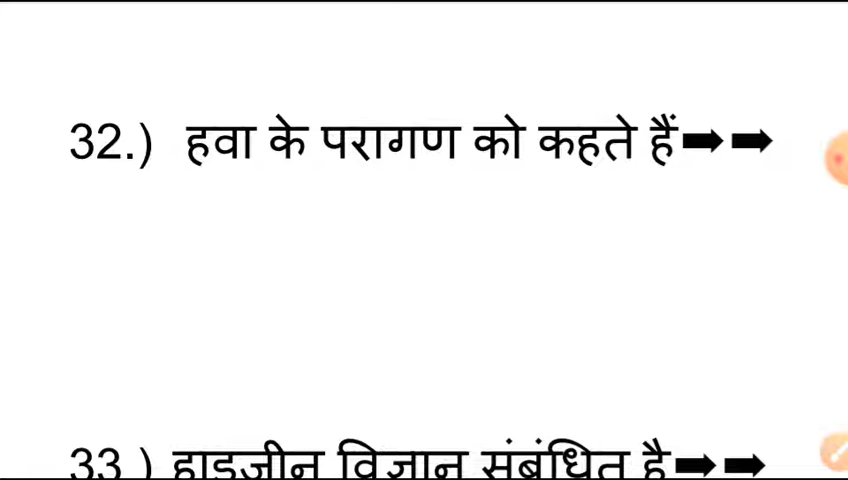 32.) हवा के परागण को कहते हैं➡➡
33 ) हाइजीन विज्ञान संबंधित है➡➡